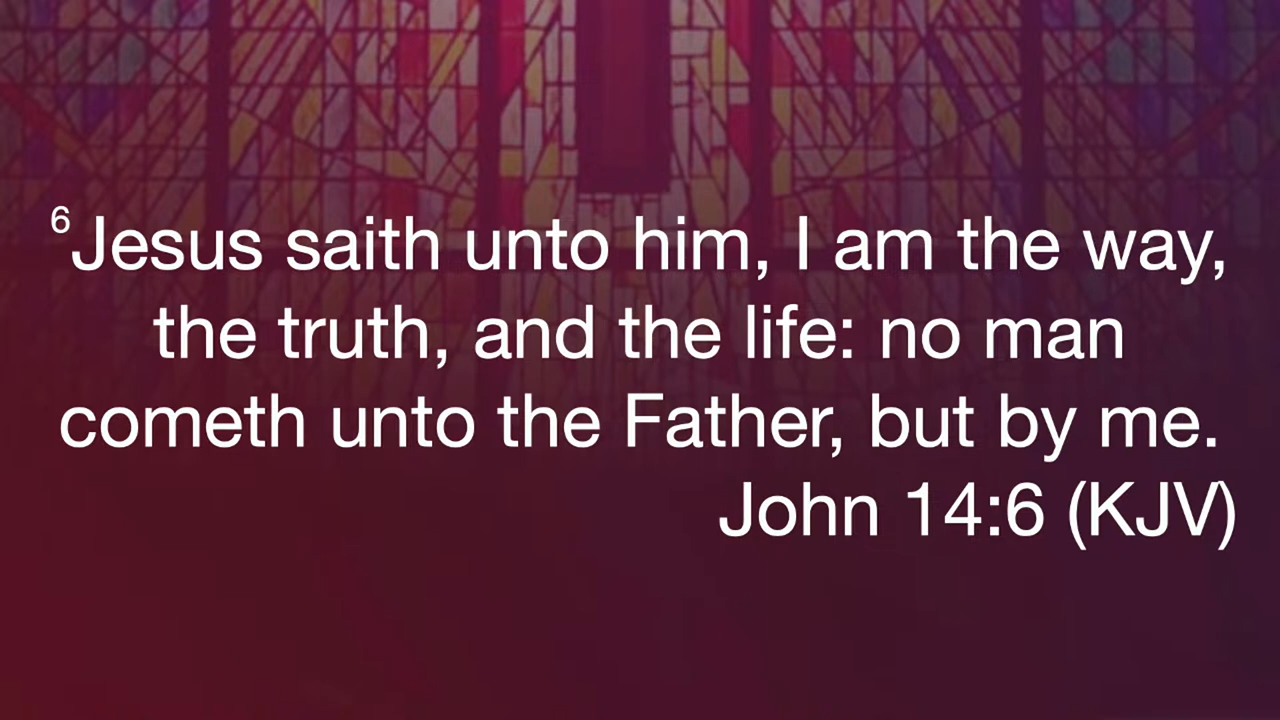 ⁶Jesus saith unto him, I am the way,
the truth, and the life: no man
cometh unto the Father, but by me.
John 14:6 (KJV)